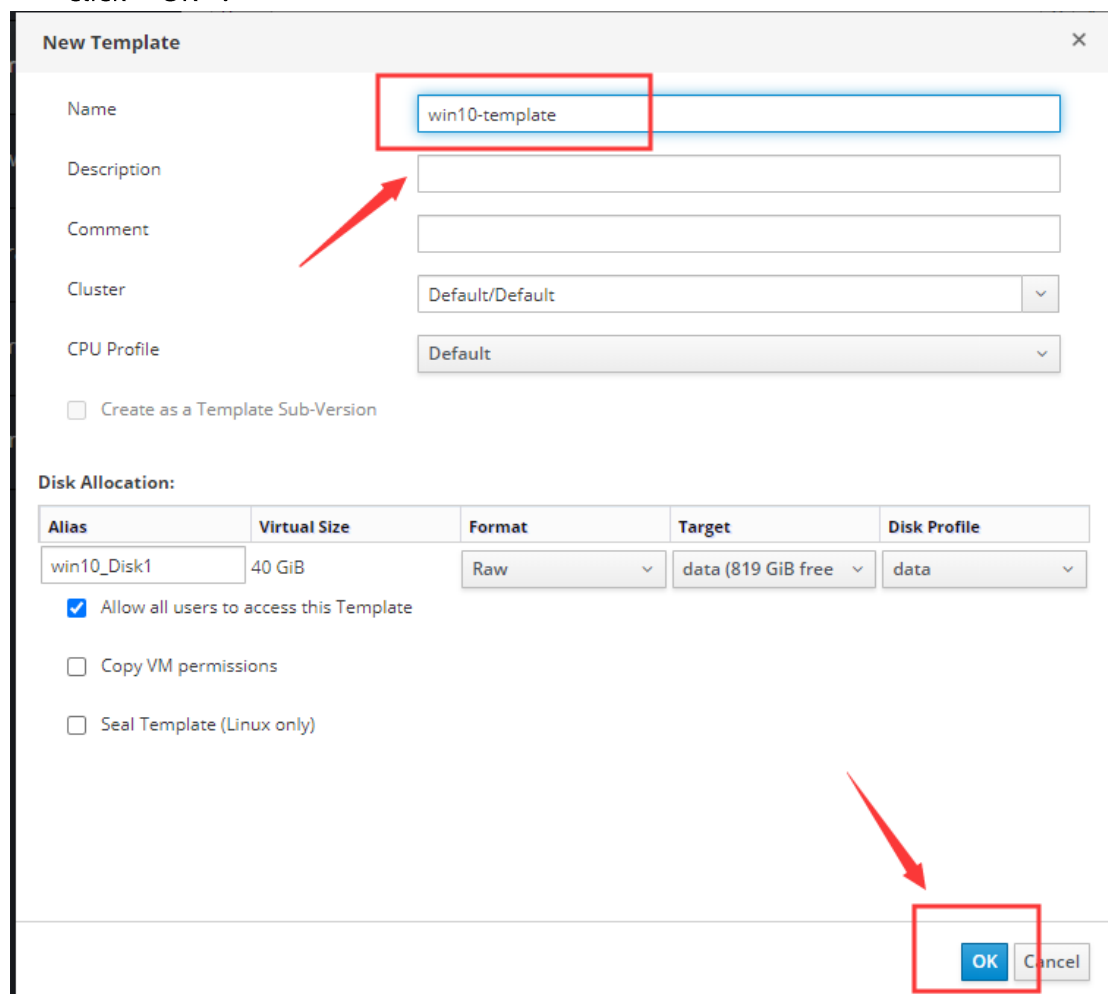 New Template
Name
win10-template
Description
Comment
Cluster
Default/Default
CPU Profile
Default
Create as a Template Sub-Version
Disk Allocation:
Alias Virtual Size Format Target Disk Profile
win10_Disk1 40 GiB Raw data (819 GiB free data
Allow all users to access this Template
Copy VM permissions
Seal Template (Linux only)
OK Cancel